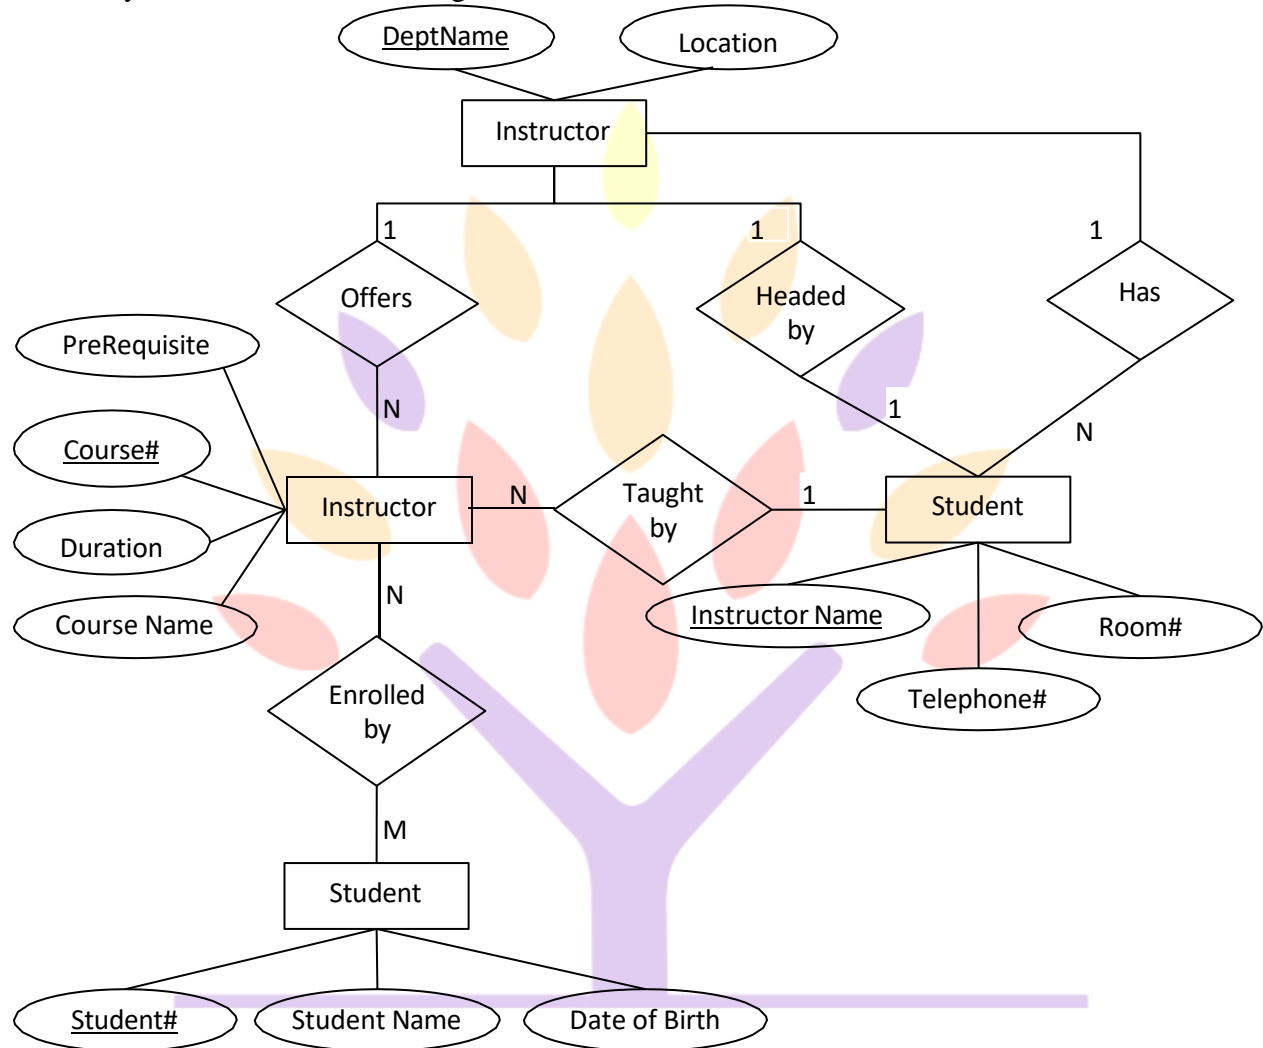 DeptName
Location
Instructor
1
1
1
Offers
Headed
by
Has
PreRequisite
N
1
N
Course#
Instructor
N
Taught
by
1
Student
Duration
N
Course Name
Instructor Name
Room#
Enrolled
by
Telephone#
M
Student
Student#
Student Name
Date of Birth